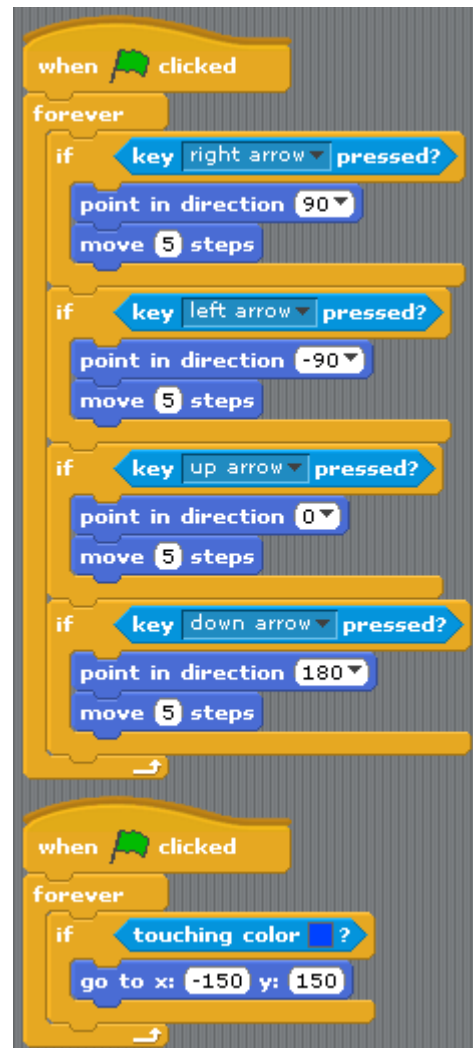 when clicked
forever
if key right arrow pressed?
point in direction 90
move 5 steps
if key left arrow pressed?
point in direction -90
move 5 steps
if key up arrow pressed?
point in direction 0
move 5 steps
if key down arrow pressed?
point in direction 180
move 5 steps
when clicked
forever
if touching color ?
go to x: -150 y: 150